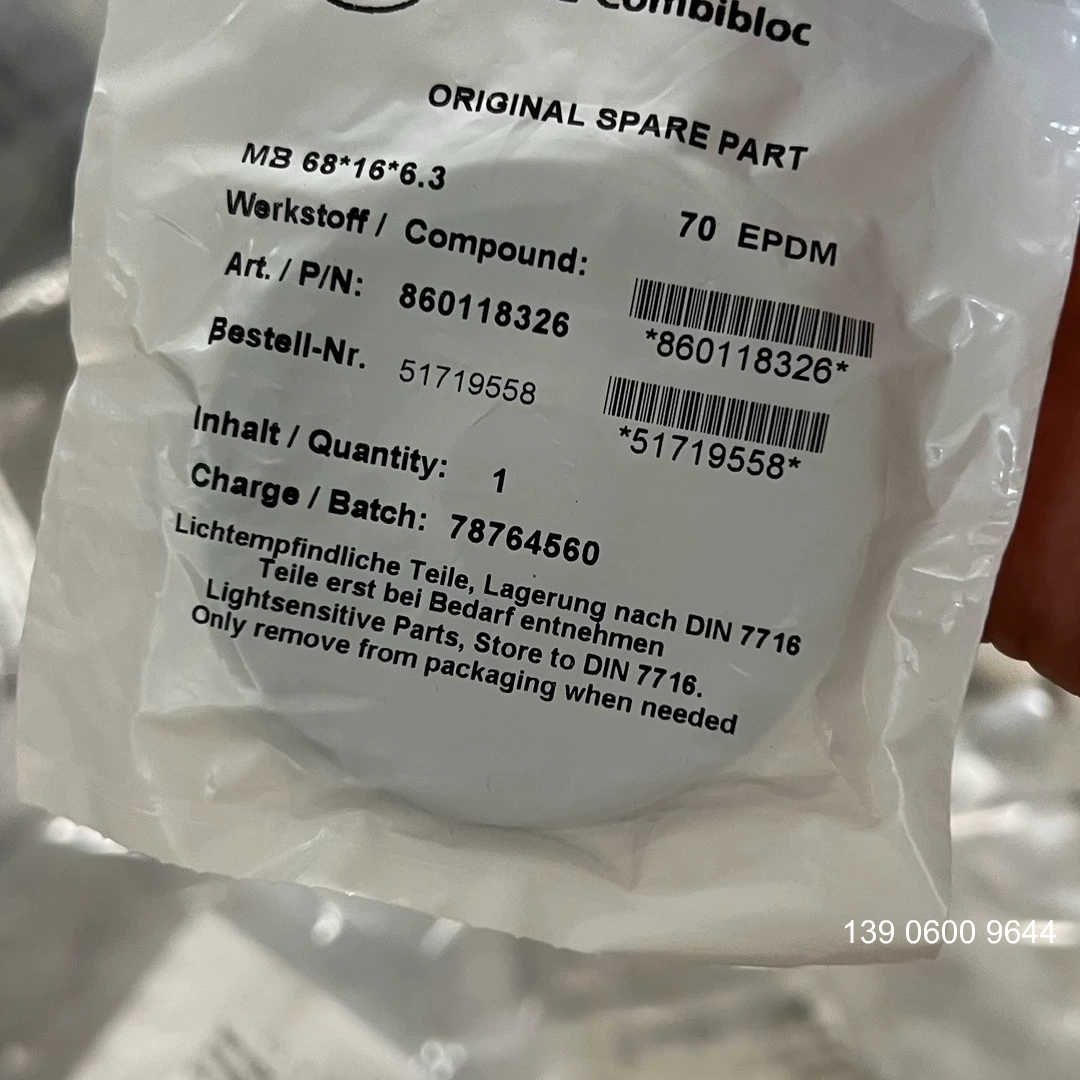 Combibloc
ORIGINAL SPARE PART
MB 68*16*6.3
Werkstoff / Compound: 70 EPDM
Art. / P/N: 860118326
*860118326*
Bestell-Nr. 51719558
*51719558*
Inhalt / Quantity: 1
Charge / Batch: 78764560
Lichtempfindliche Teile, Lagerung nach DIN 7716
Teile erst bei Bedarf entnehmen
Lightsensitive Parts, Store to DIN 7716.
Only remove from packaging when needed
139 0600 9644